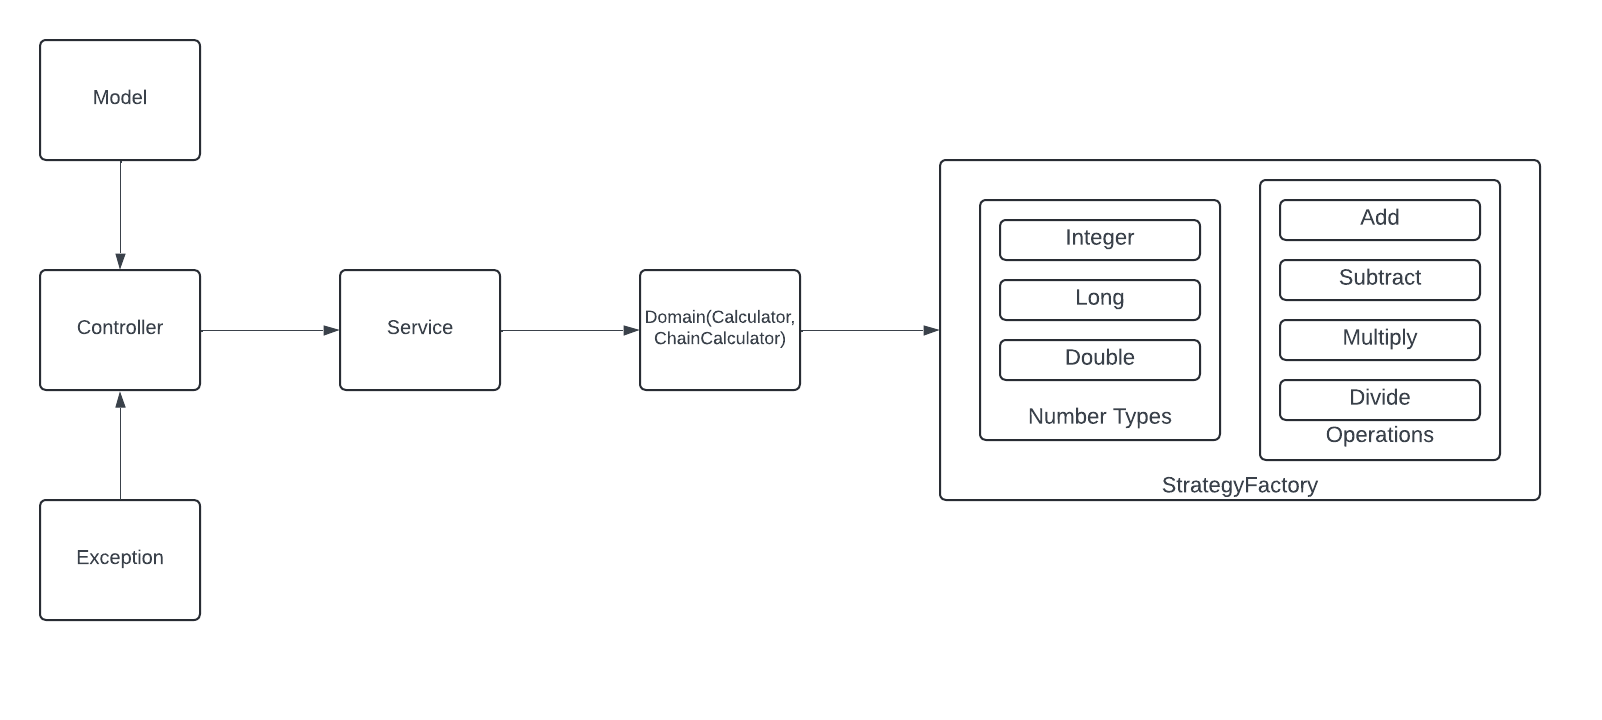 Model
Controller
Exception
Service
Domain(Calculator,
ChainCalculator)
Integer
Long
Double
Number Types
Add
Subtract
Multiply
Divide
Operations
StrategyFactory